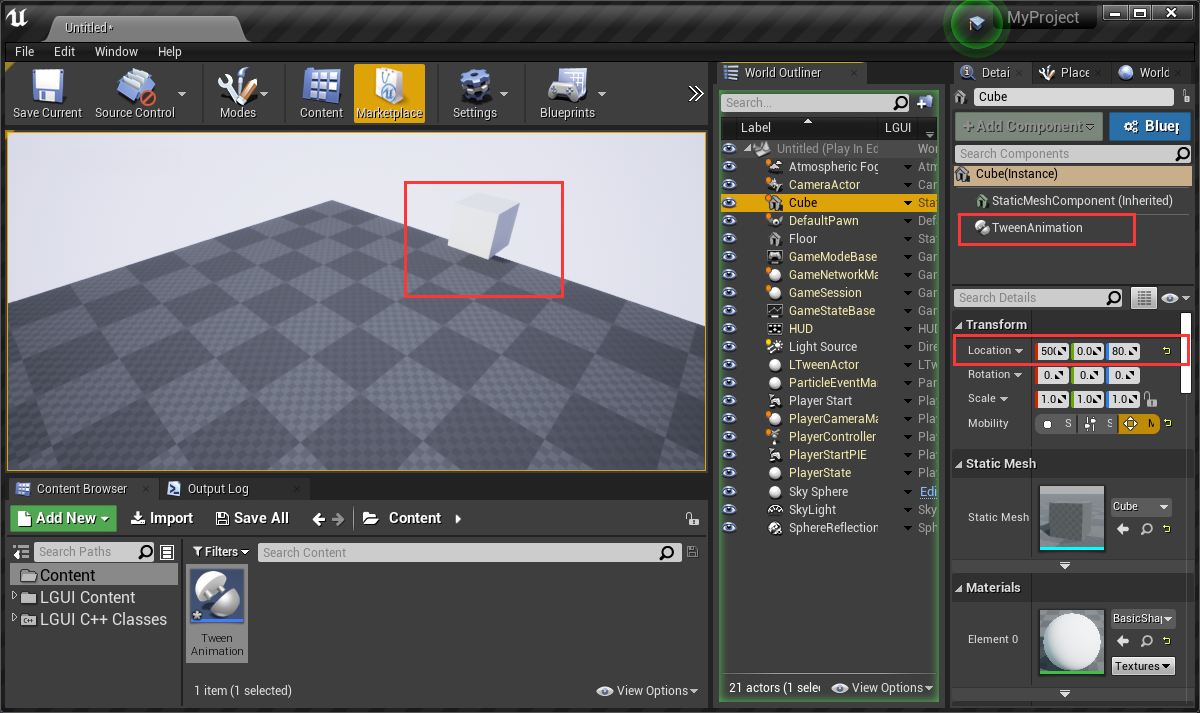 Untitled*
MyProject
File Edit Window Help
Save Current
Source Control
Modes
Content
Marketplace
Settings
Blueprints
Content Browser
Output Log
Add New
Import
Save All
Content
Search Paths
Content
LGUI Content
LGUI C++ Classes
Filters
Search Content
Tween
Animation
1 item (1 selected)
View Options
World Outliner
Search...
Label LGUI
Untitled (Play In Ed Wo
Atmospheric Fog Atm
CameraActor Car
Cube Sta
DefaultPawn Def
Floor Sta
GameModeBase Gar
GameNetworkMa Gar
GameSession Gar
GameStateBase Gar
HUD HUD
Light Source Dire
LTweenActor LTw
ParticleEventMa Par
Player Start Pla
PlayerCameraMa Pla
PlayerController Pla
PlayerStartPIE Pla
PlayerState Pla
Sky Sphere Edi
SkyLight Sky
SphereReflection Sph
21 actors (1 sele
View Options
Detai
Place
World
Cube
+Add Component
Bluep
Search Components
Cube(Instance)
StaticMeshComponent (Inherited)
TweenAnimation
Search Details
Transform
Location 50( 0.0 80.
Rotation 0. 0. 0.
Scale 1.0 1.0 1.0
Mobility S S M
Static Mesh
Static Mesh
Cube
Materials
Element 0
BasicShap
Textures